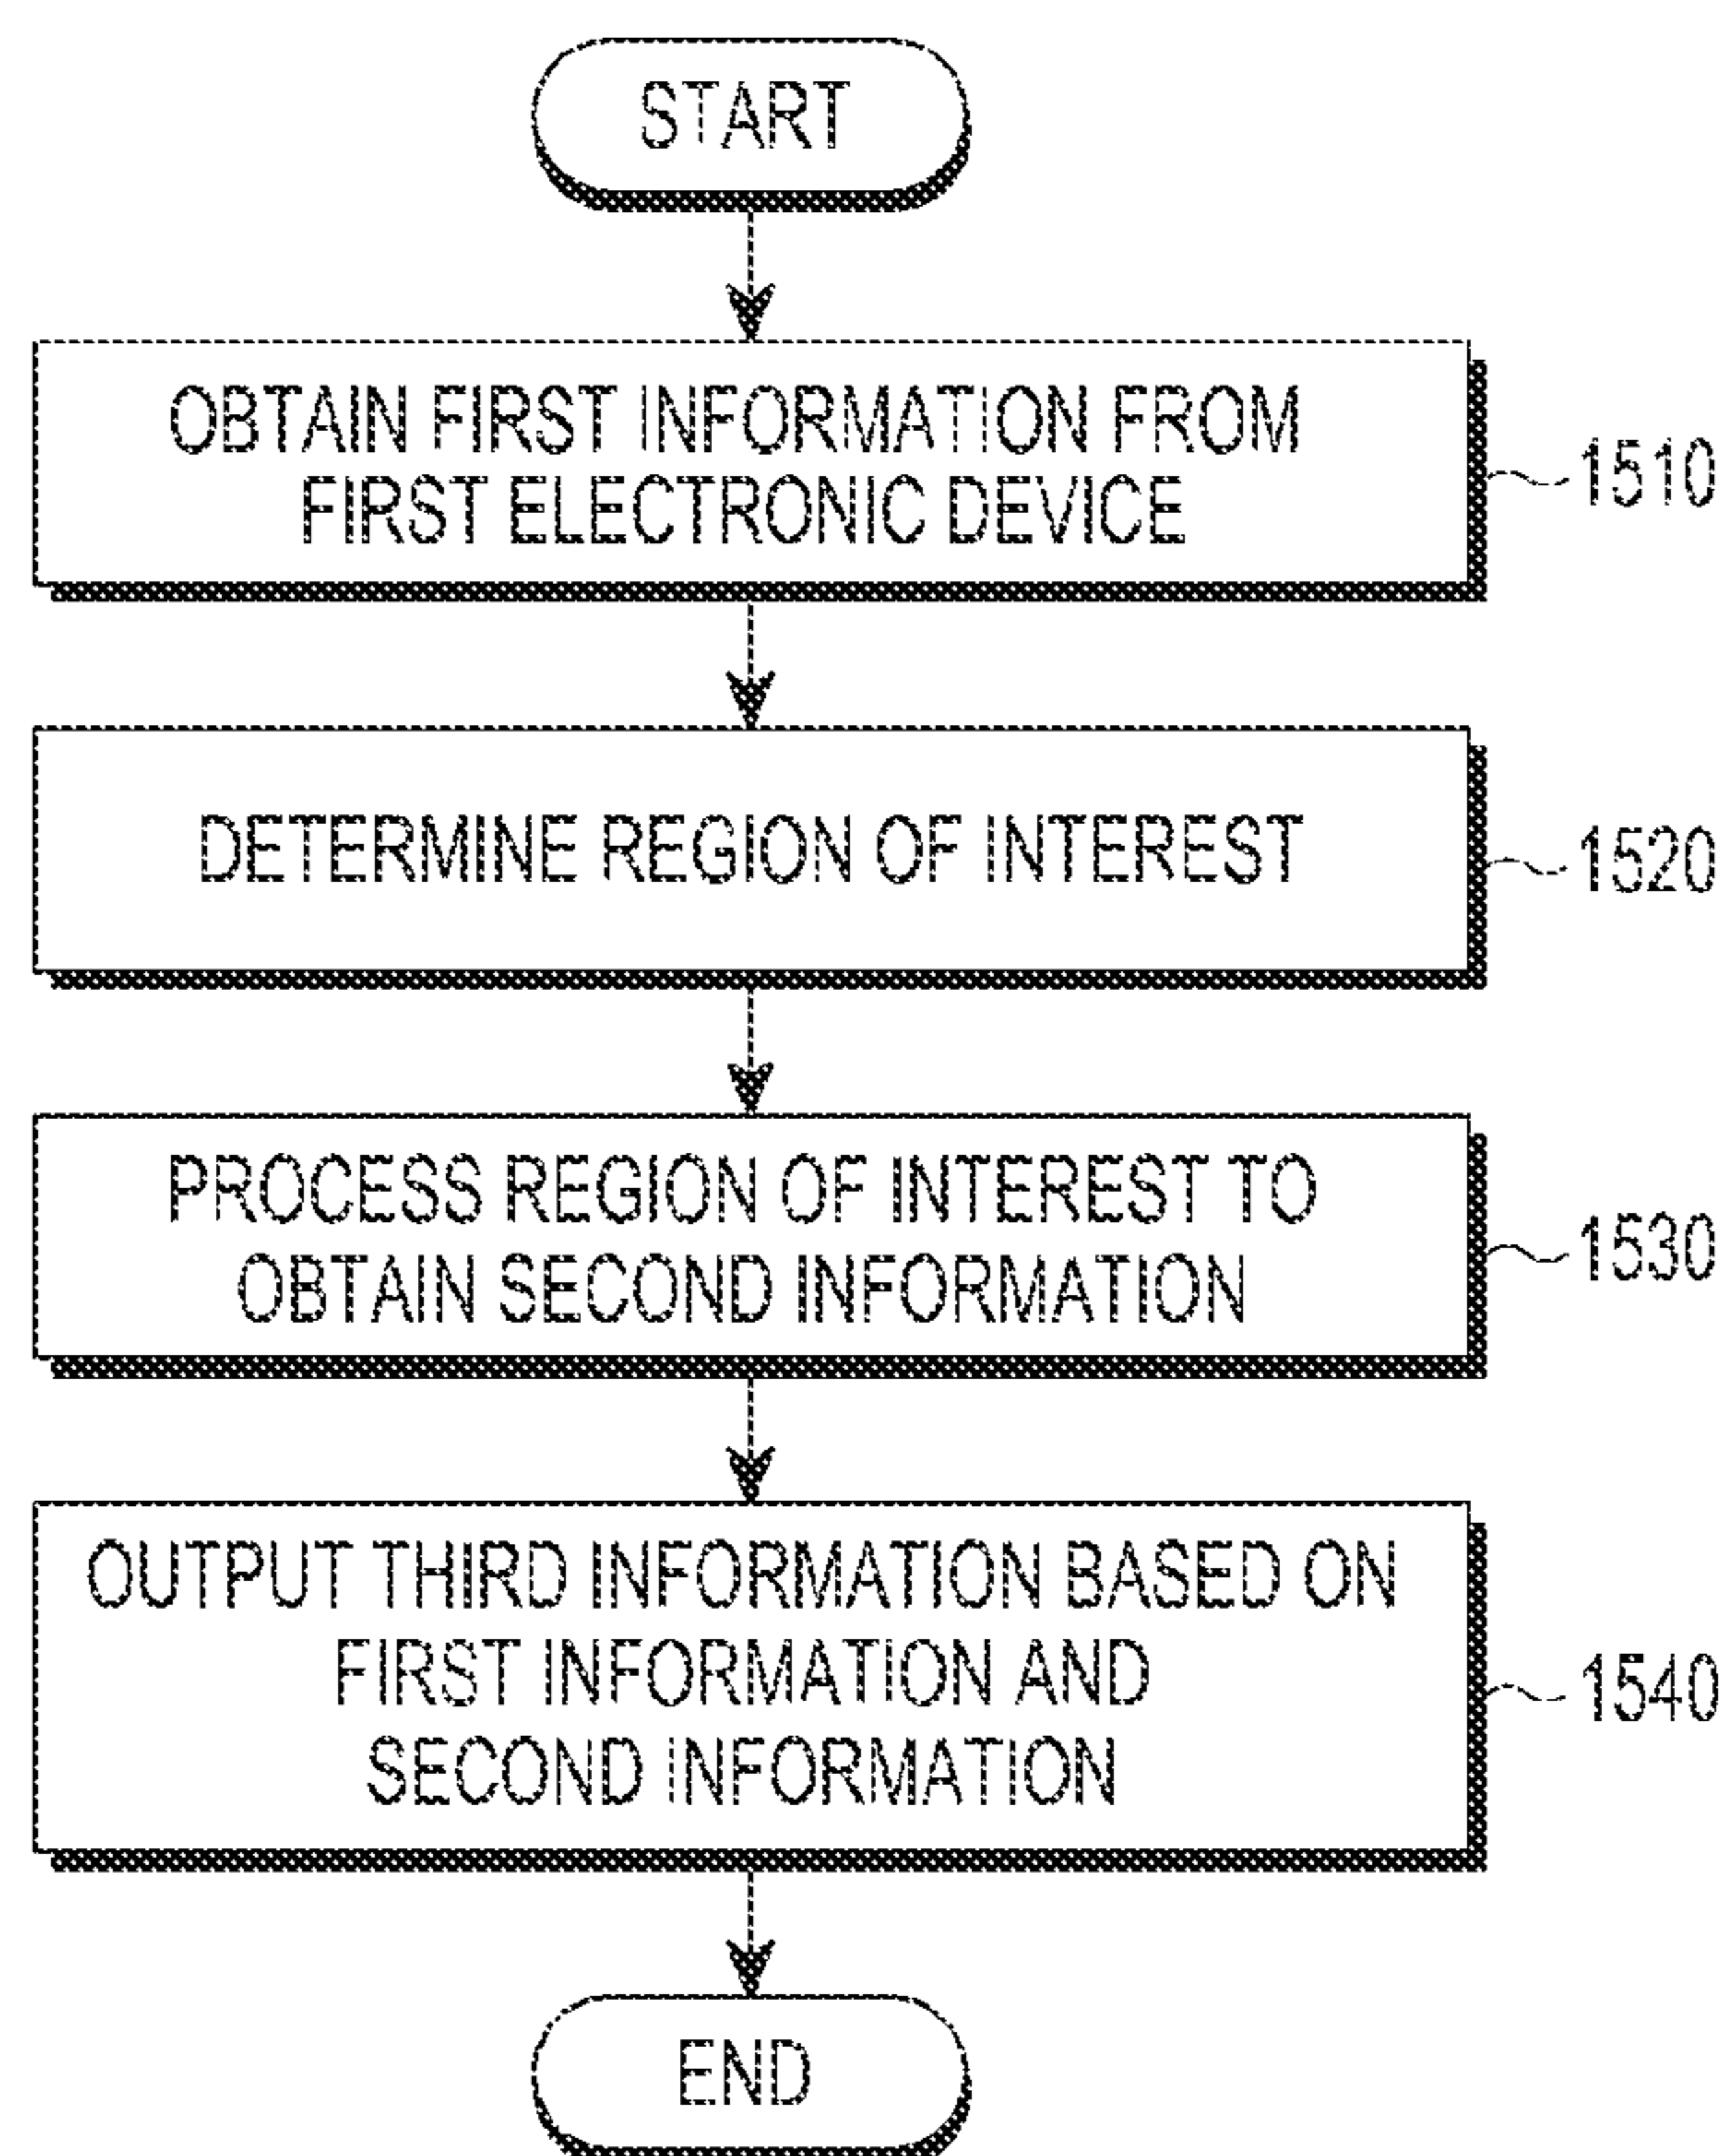 START
OBTAIN FIRST INFORMATION FROM
FIRST ELECTRONIC DEVICE
1510
DETERMINE REGION OF INTEREST
1520
PROCESS REGION OF INTEREST TO
OBTAIN SECOND INFORMATION
1530
OUTPUT THIRD INFORMATION BASED ON
FIRST INFORMATION AND
SECOND INFORMATION
1540
END